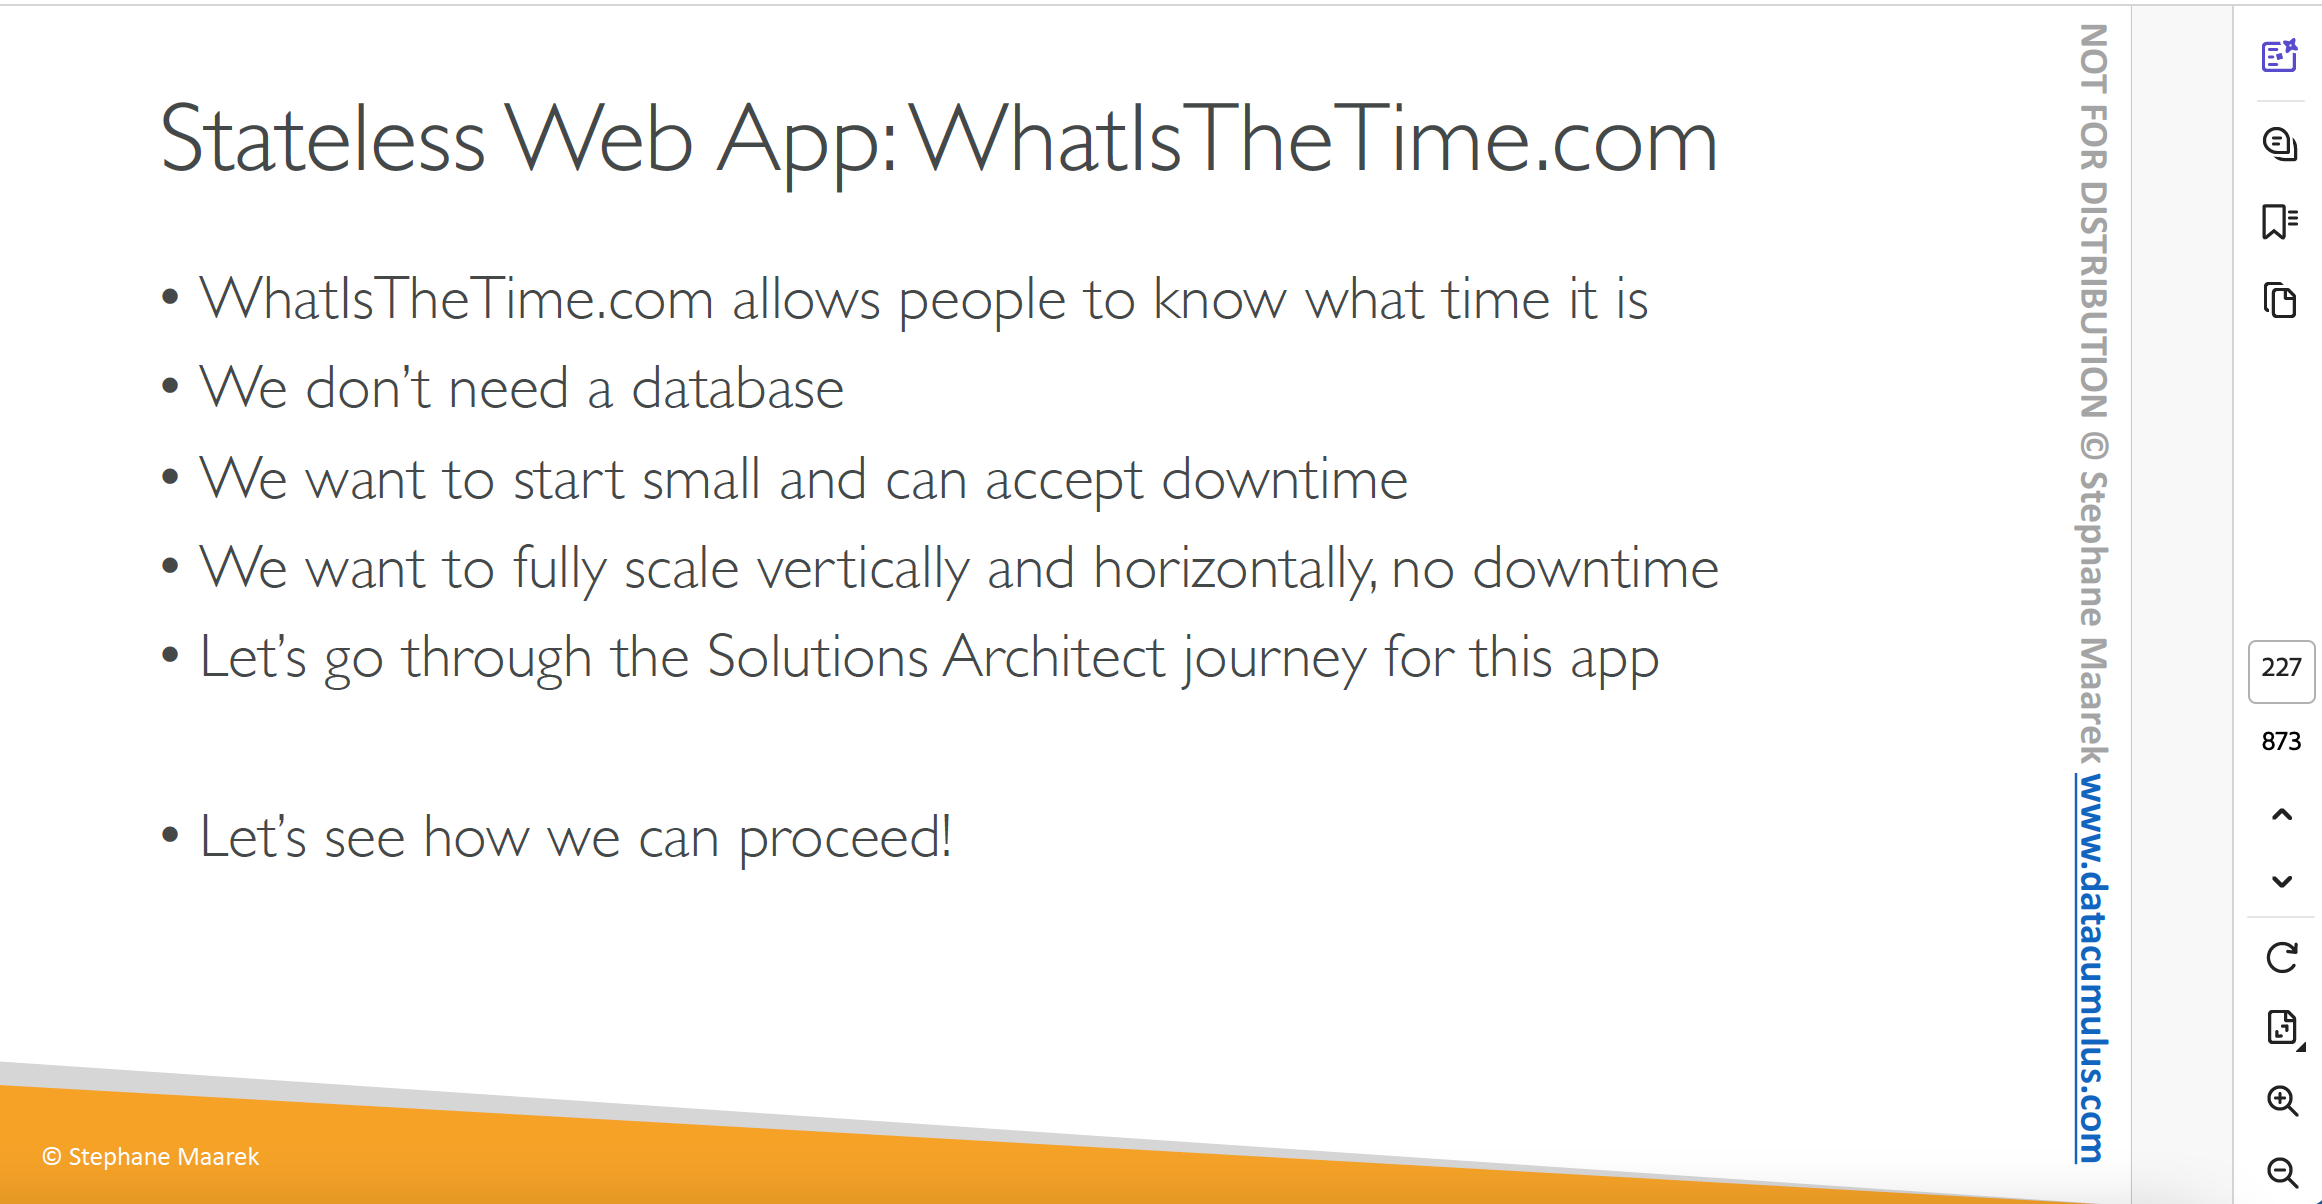 Stateless Web App: WhatIsTheTime.com
• WhatIsTheTime.com allows people to know what time it is
• We don’t need a database
• We want to start small and can accept downtime
• We want to fully scale vertically and horizontally, no downtime
• Let’s go through the Solutions Architect journey for this app
• Let’s see how we can proceed!
© Stephane Maarek
NOT FOR DISTRIBUTION © Stephane Maarek www.datacumulus.com
227
873